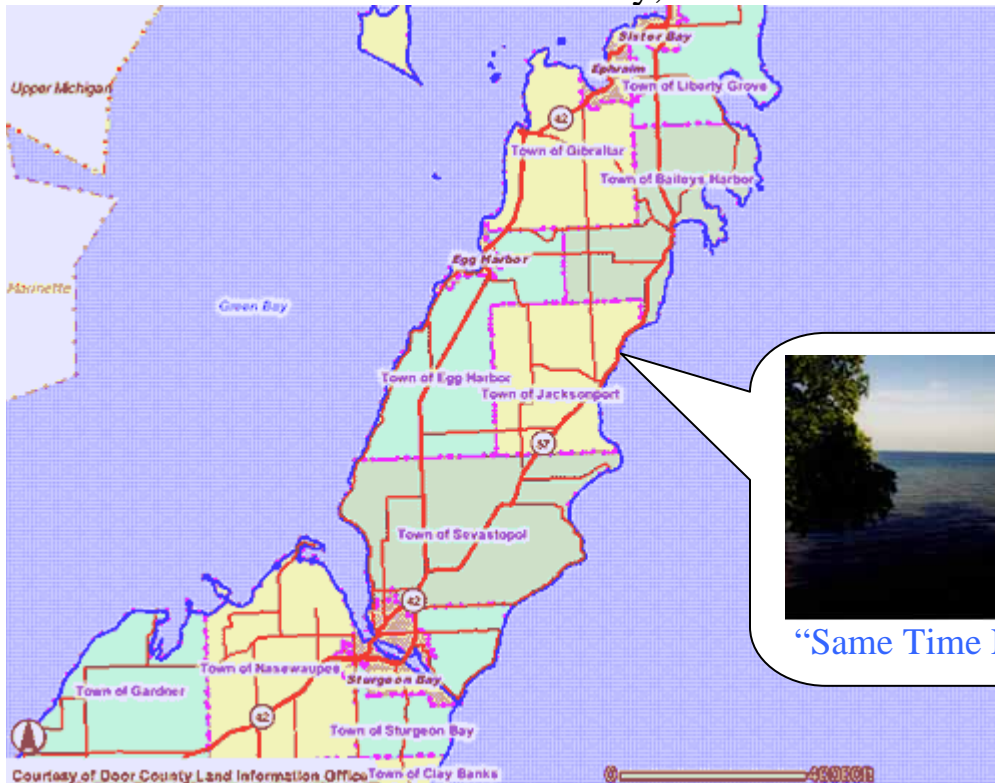 Sister Bay
Ephraim
Upper Michigan
Town of Liberty Grove
42
Town of Gibraltar
Town of Baileys Harbor
Egg Harbor
Green Bay
Town of Egg Harbor
Town of Jacksonport
57
Town of Sevastopol
42
“Same Time
Town of Nasewaupee
Sturgeon Bay
Town of Gardner
42
Town of Sturgeon Bay
Courtesy of Door County Land Information Office
Town of Clay Banks
0